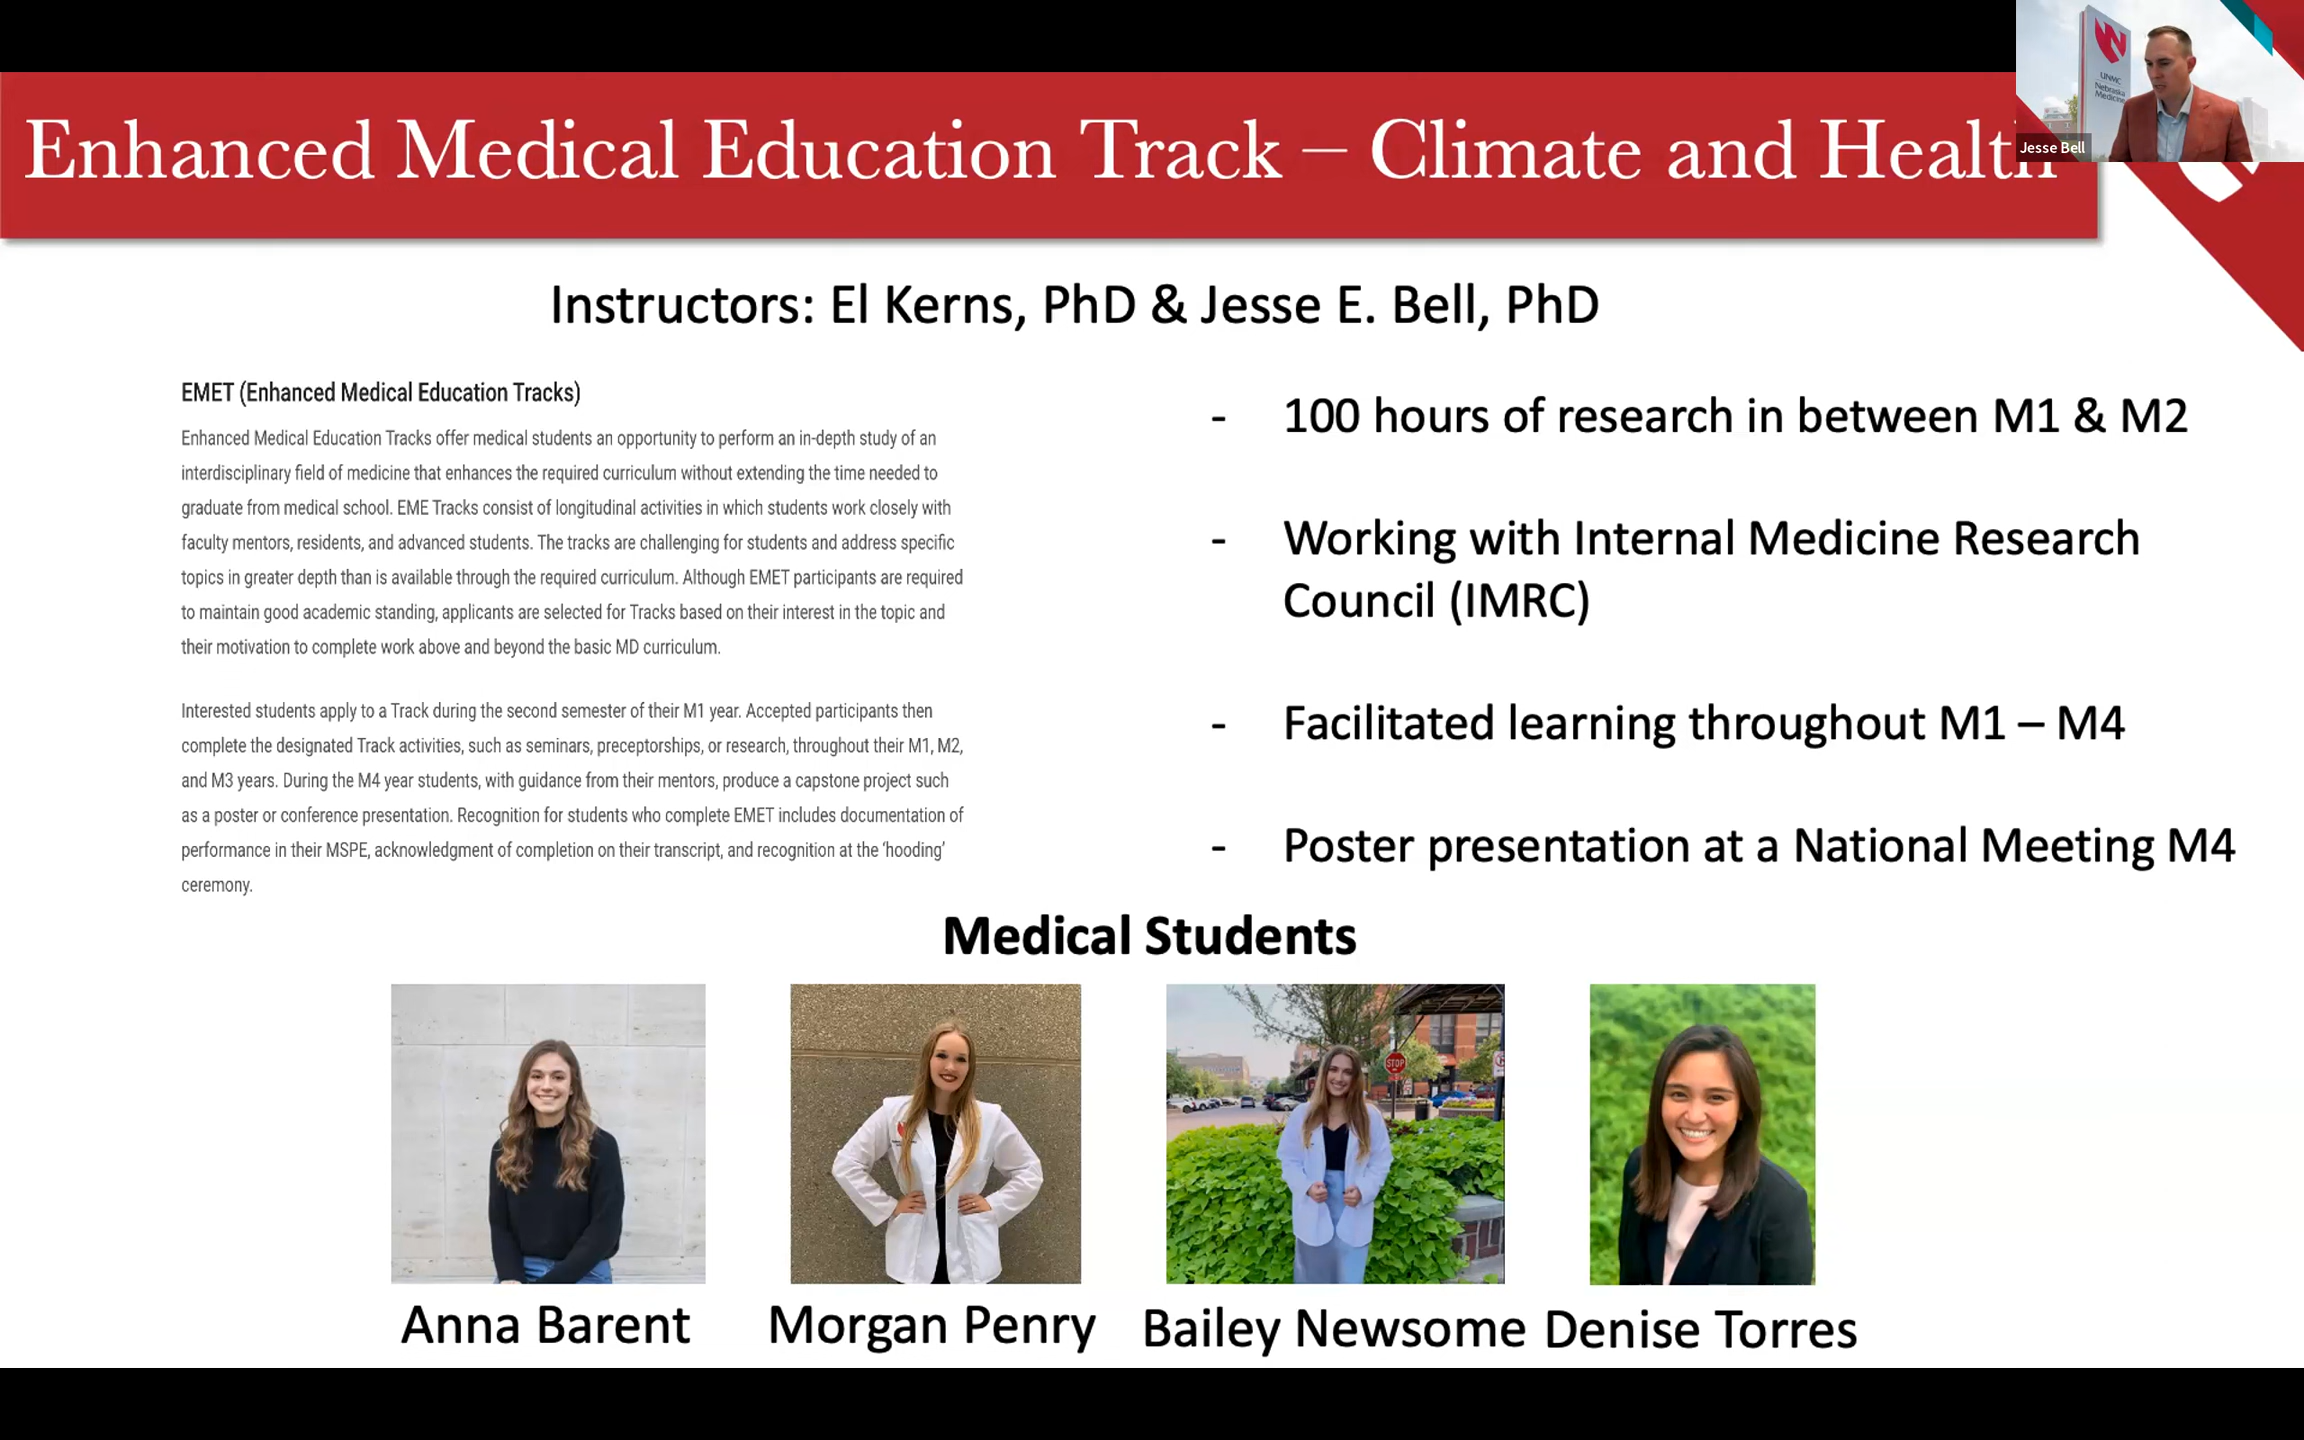 Enhanced Medical Education Track – Climate and Health
UNMC
Nebraska
Medicine
Jesse Bell
Instructors: El Kerns, PhD & Jesse E. Bell, PhD
EMET (Enhanced Medical Education Tracks)
Enhanced Medical Education Tracks offer medical students an opportunity to perform an in-depth study of an
interdisciplinary field of medicine that enhances the required curriculum without extending the time needed to
graduate from medical school. EME Tracks consist of longitudinal activities in which students work closely with
faculty mentors, residents, and advanced students. The tracks are challenging for students and address specific
topics in greater depth than is available through the required curriculum. Although EMET participants are required
to maintain good academic standing, applicants are selected for Tracks based on their interest in the topic and
their motivation to complete work above and beyond the basic MD curriculum.
Interested students apply to a Track during the second semester of their M1 year. Accepted participants then
complete the designated Track activities, such as seminars, preceptorships, or research, throughout their M1, M2,
and M3 years. During the M4 year students, with guidance from their mentors, produce a capstone project such
as a poster or conference presentation. Recognition for students who complete EMET includes documentation of
performance in their MSPE, acknowledgment of completion on their transcript, and recognition at the ‘hooding’
ceremony.
- 100 hours of research in between M1 & M2
- Working with Internal Medicine Research
Council (IMRC)
- Facilitated learning throughout M1 – M4
- Poster presentation at a National Meeting M4
Medical Students
STOP
Anna Barent
Morgan Penry
Bailey Newsome
Denise Torres